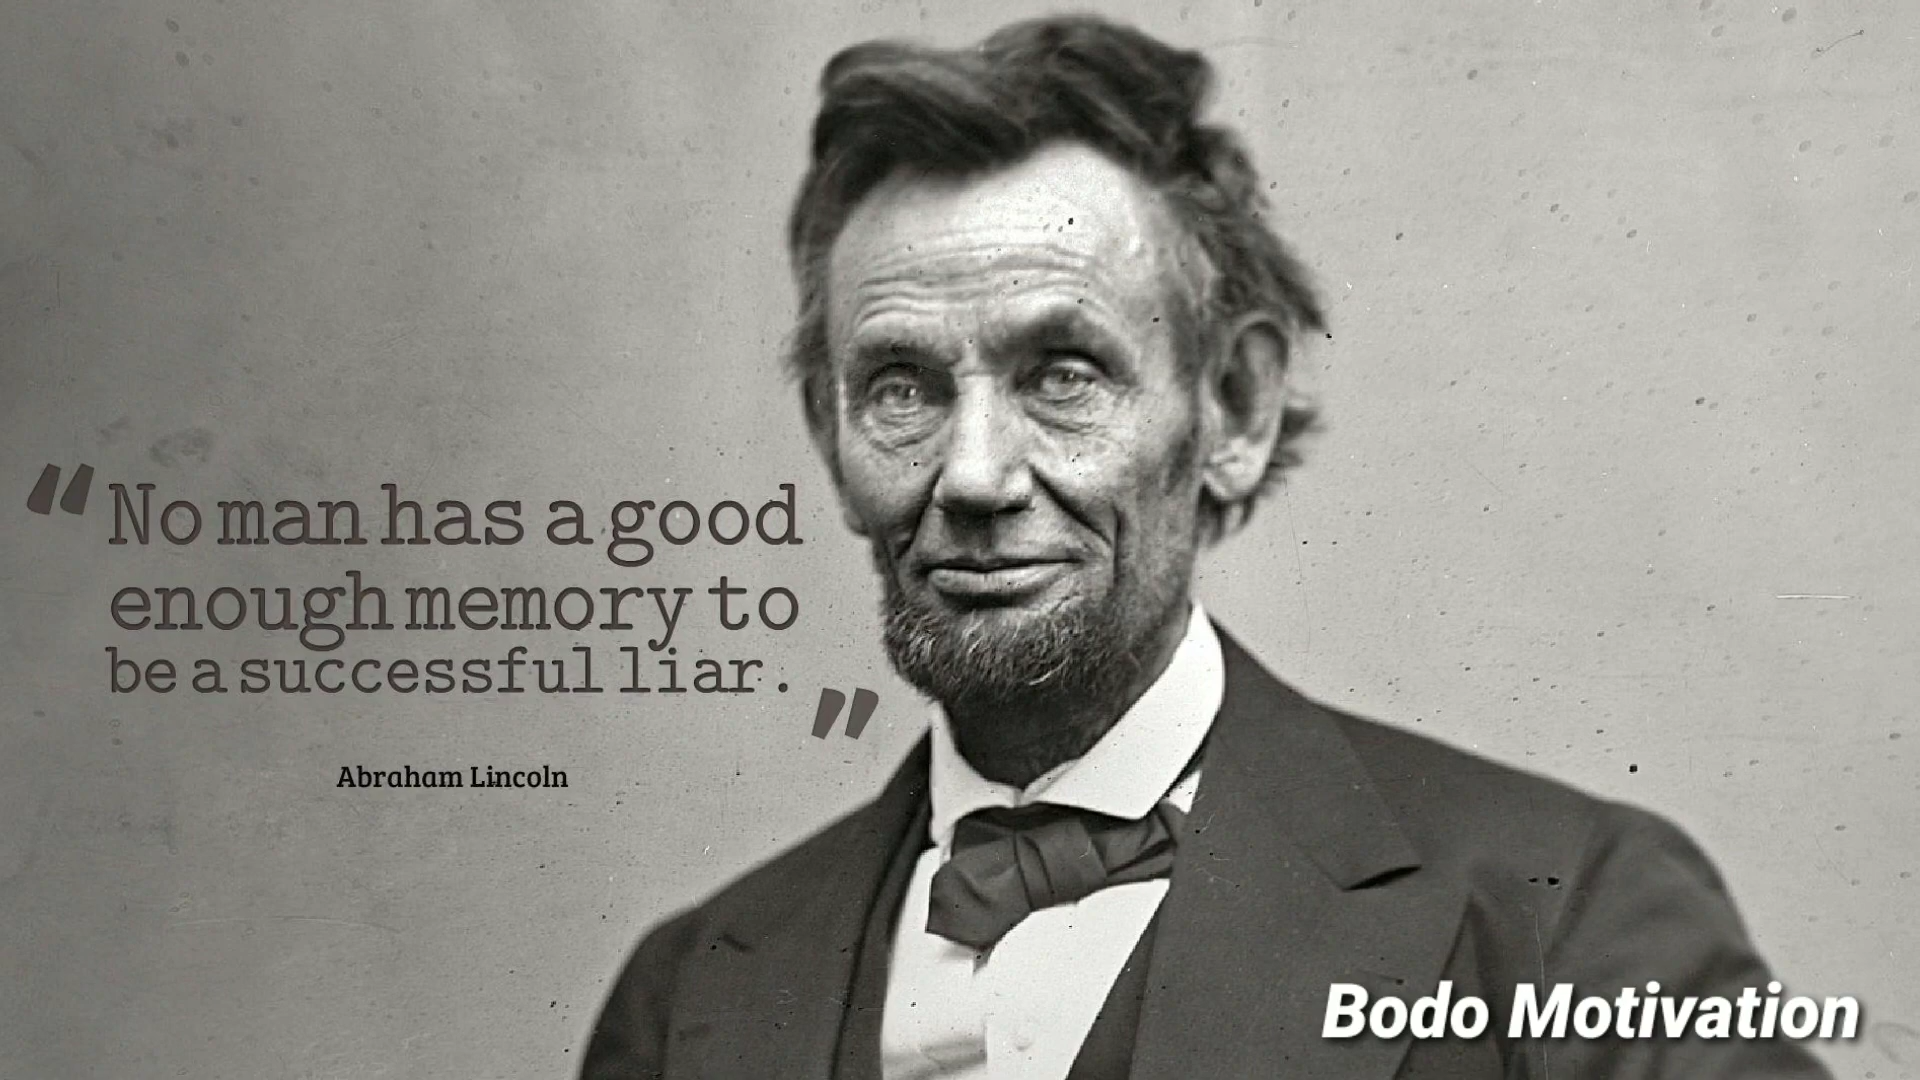 “No man has a good
enough memory to
be a successful liar.”
Abraham Lincoln
Bodo Motivation